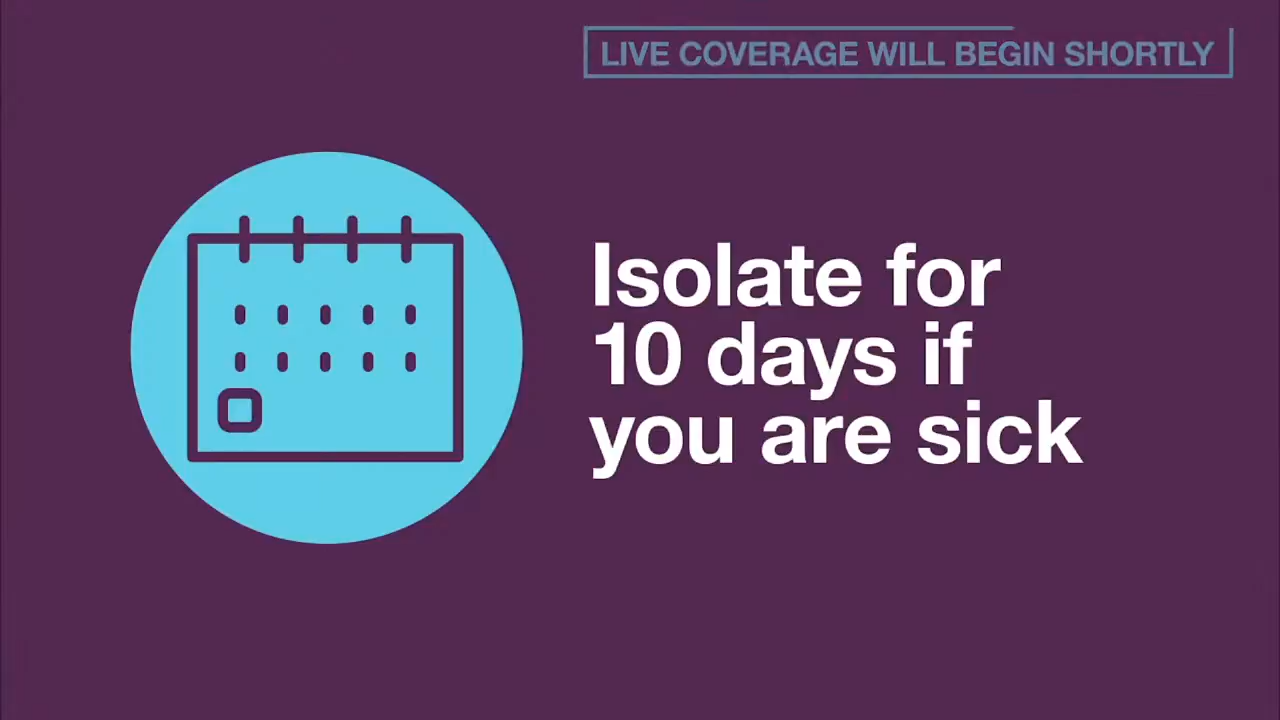 LIVE COVERAGE WILL BEGIN SHORTLY
Isolate for
10 days if
you are sick